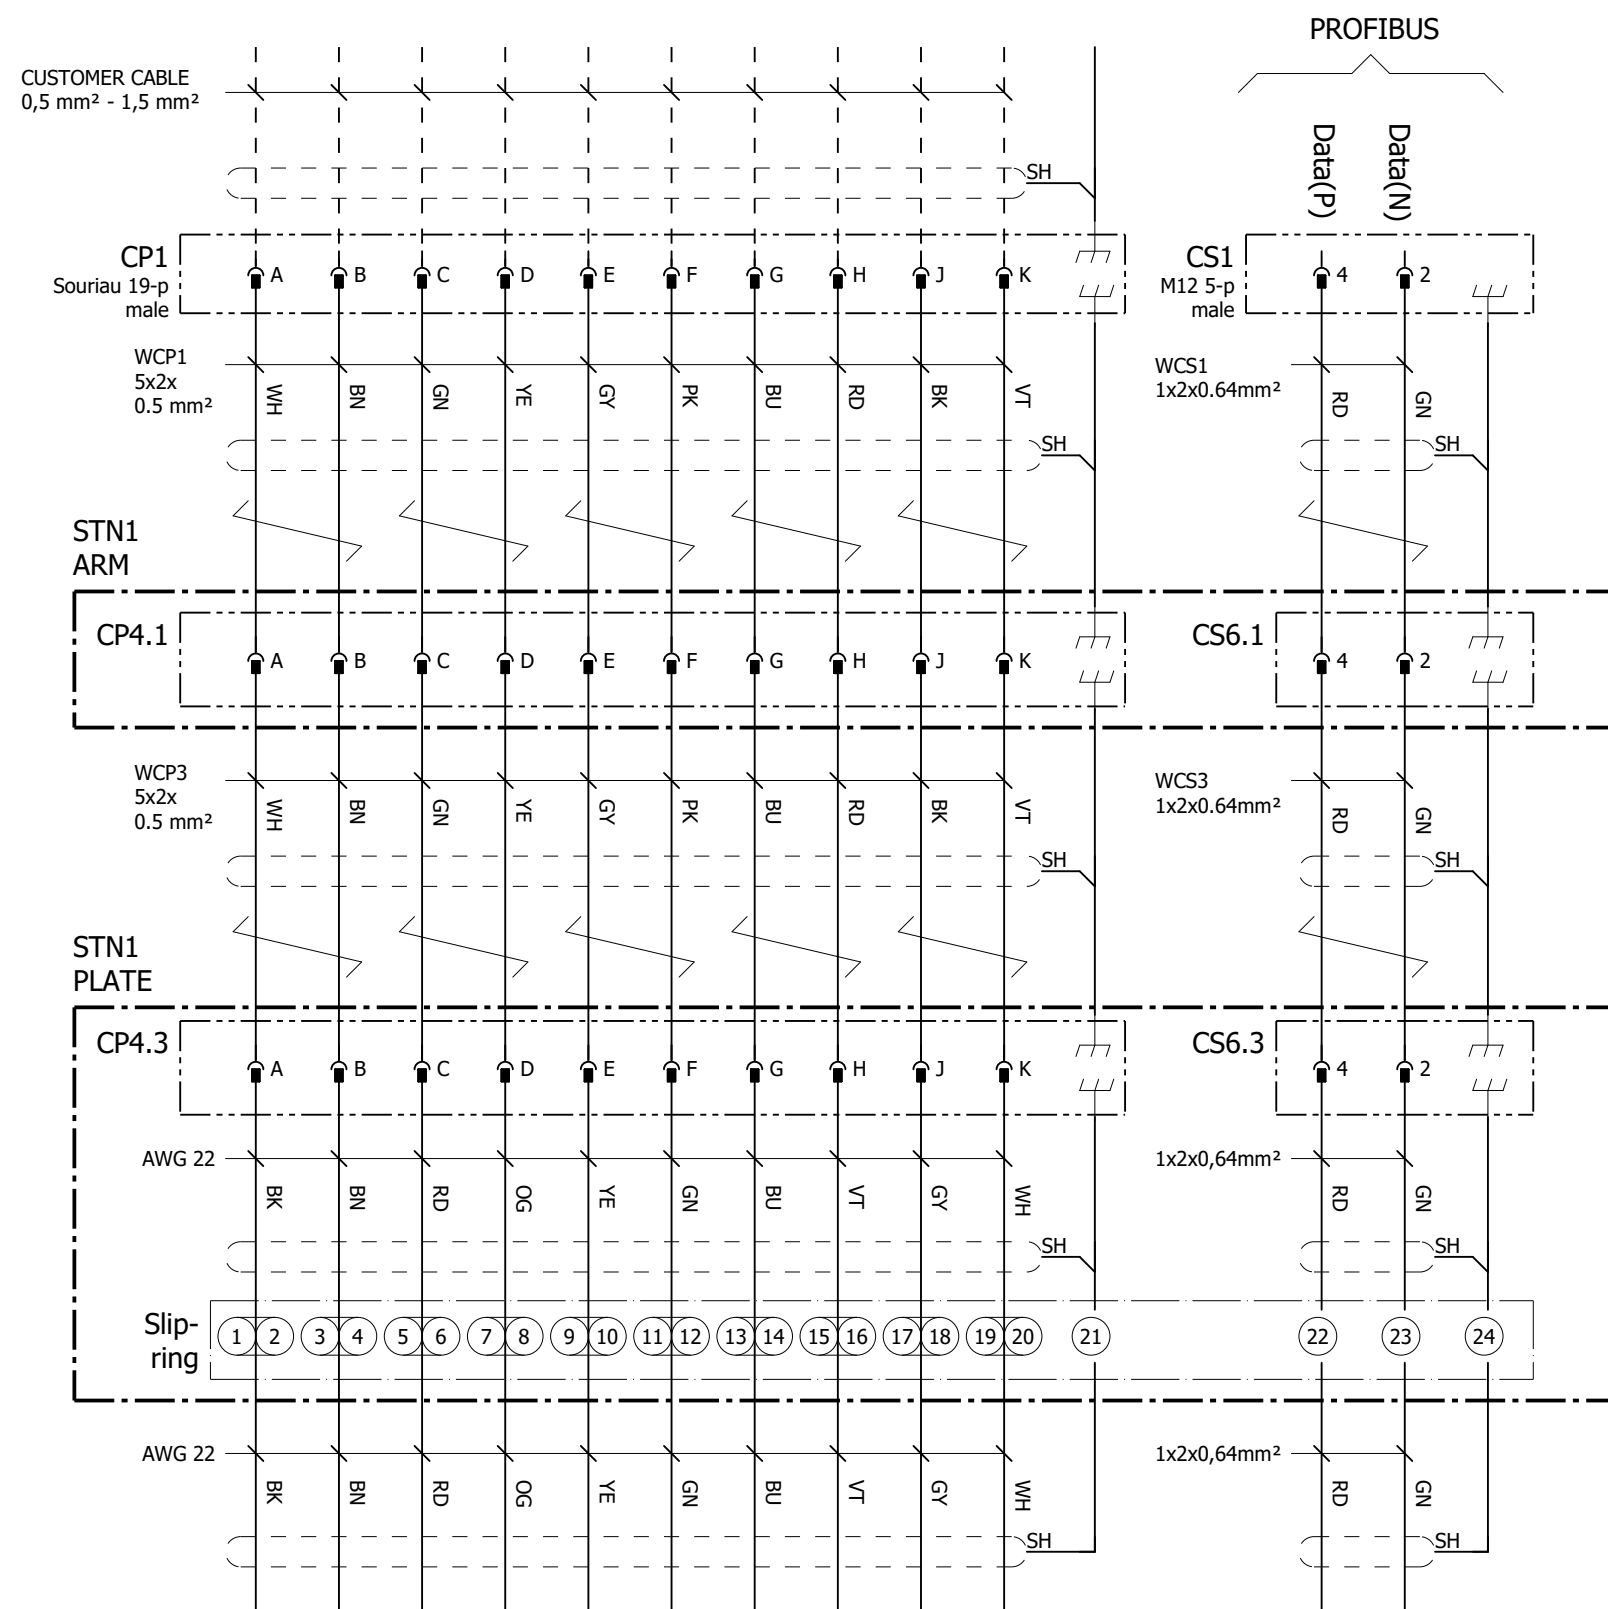 PROFIBUS
CUSTOMER CABLE
0,5 mm² - 1,5 mm²
Data(P)
Data(N)
SH
CP1
Souriau 19-p
male
A B C D E F G H J K
CS1
M12 5-p
male
4 2
WCP1
5x2x
0.5 mm²
WH BN GN YE GY PK BU RD BK VT
WCS1
1x2x0.64mm²
RD GN
SH
SH
STN1
ARM
CP4.1
A B C D E F G H J K
CS6.1
4 2
WCP3
5x2x
0.5 mm²
WH BN GN YE GY PK BU RD BK VT
WCS3
1x2x0.64mm²
RD GN
SH
SH
STN1
PLATE
CP4.3
A B C D E F G H J K
CS6.3
4 2
AWG 22
BK BN RD OG YE GN BU VT GY WH
1x2x0,64mm²
RD GN
SH
SH
Slip-
ring
1 2 3 4 5 6 7 8 9 10 11 12 13 14 15 16 17 18 19 20 21 22 23 24
AWG 22
BK BN RD OG YE GN BU VT GY WH
1x2x0,64mm²
RD GN
SH
SH